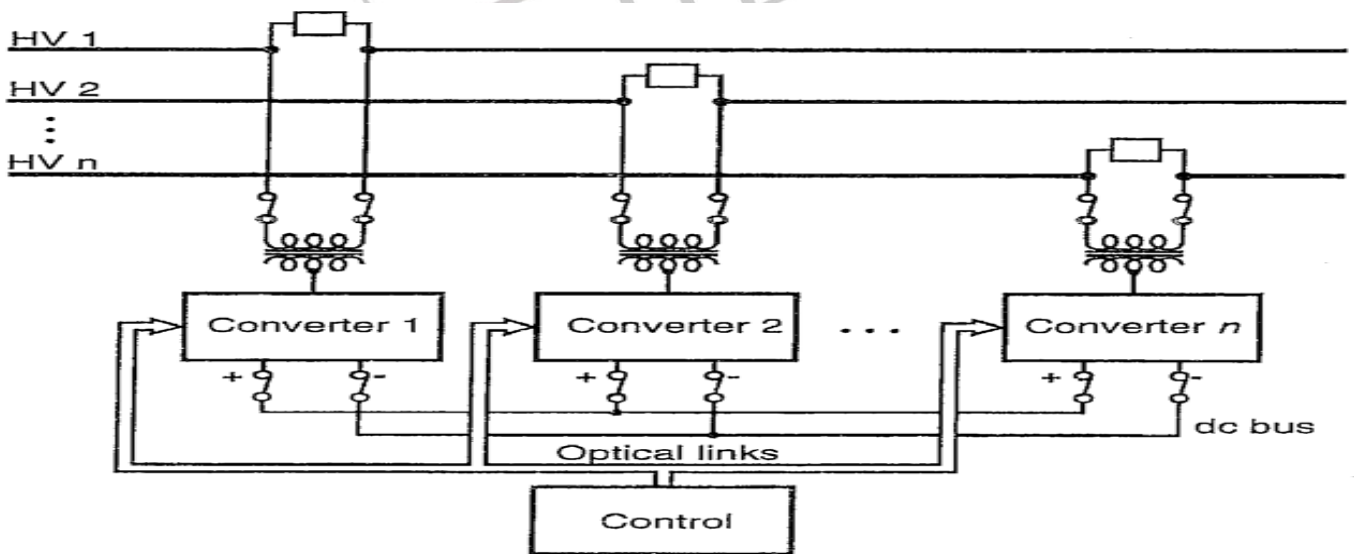 HV 1
HV 2
HV n
Converter 1
Converter 2
...
Converter n
+
-
+
-
+
-
dc bus
Optical links
Control